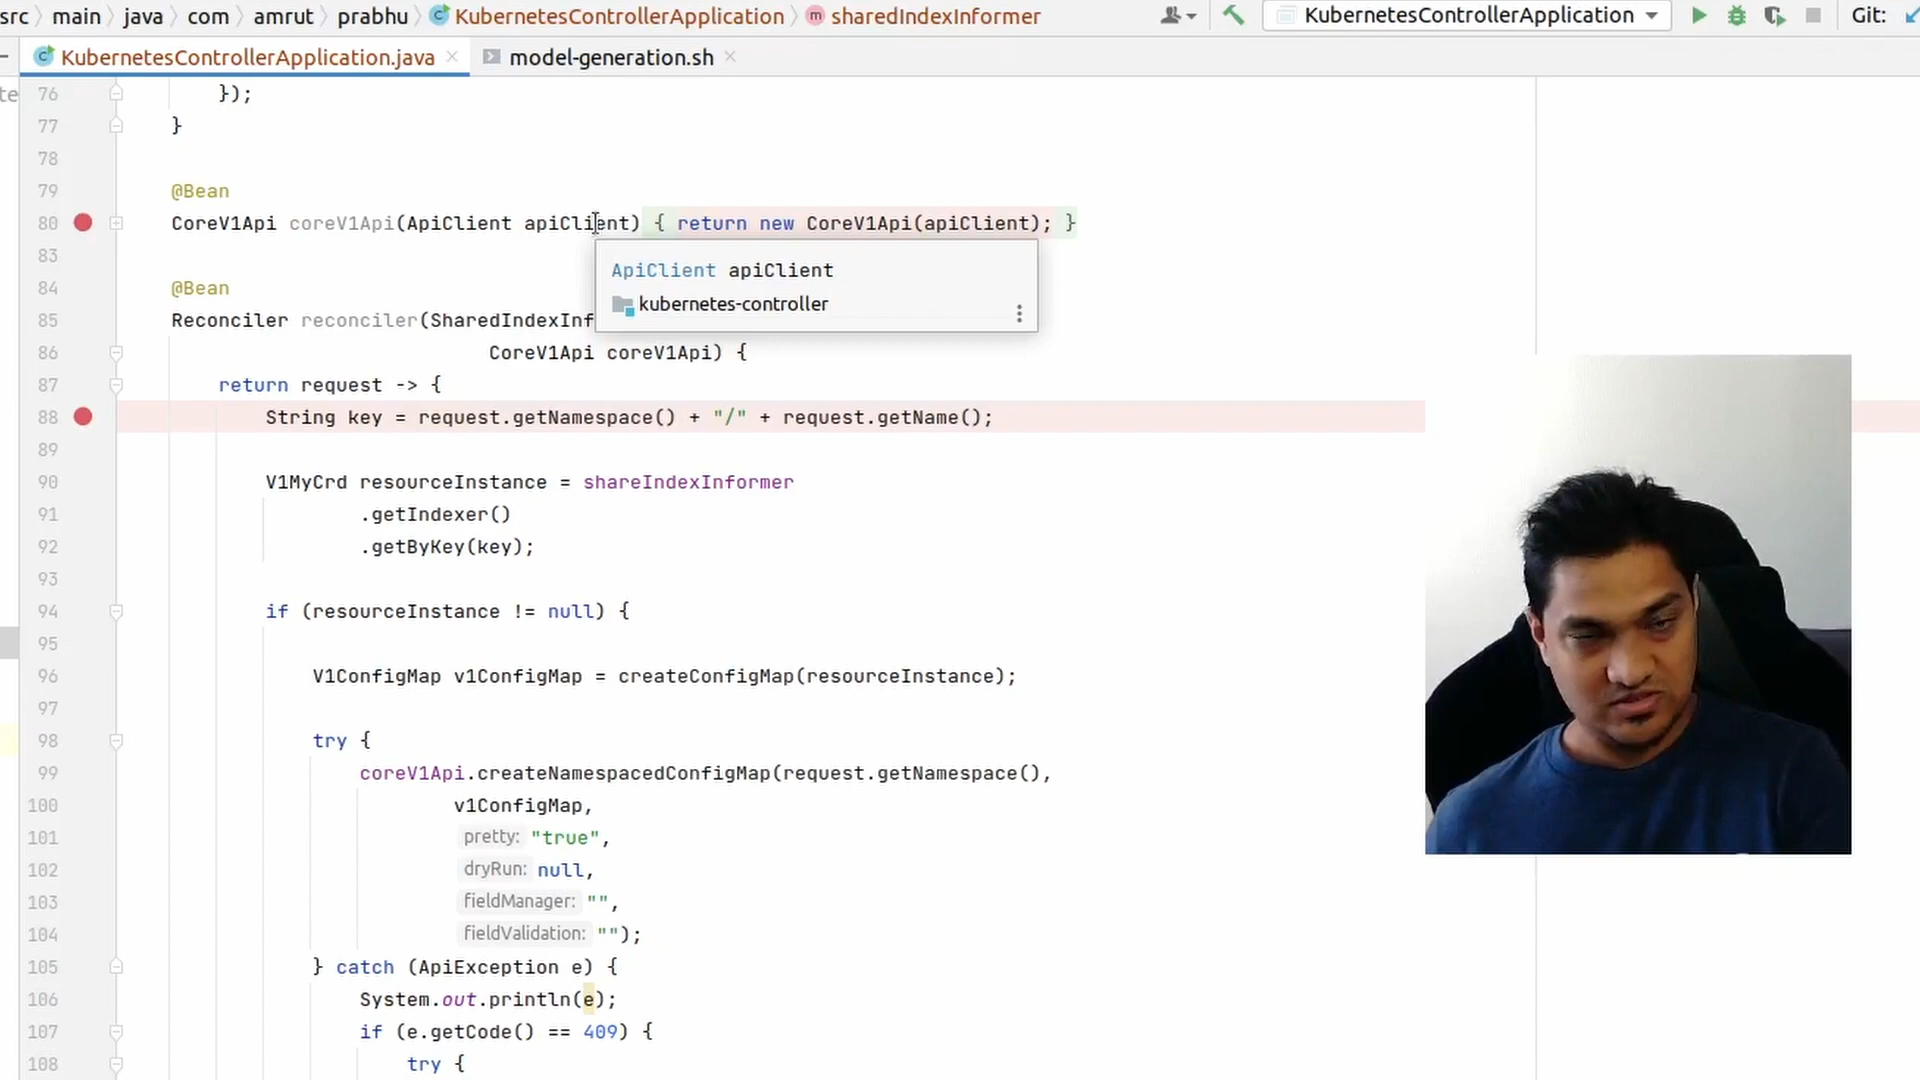 src main java com amrut prabhu KubernetesControllerApplication sharedIndexInformer KubernetesControllerApplication Git:
KubernetesControllerApplication.java model-generation.sh
te
76 });
77 }
78
79 @Bean
80 CoreV1Api coreV1Api(ApiClient apiClient) { return new CoreV1Api(apiClient); }
83
ApiClient apiClient
kubernetes-controller
84 @Bean
85 Reconciler reconciler(SharedIndexInf
86 CoreV1Api coreV1Api) {
87 return request -> {
88 String key = request.getNamespace() + "/" + request.getName();
89
90 V1MyCrd resourceInstance = shareIndexInformer
91 .getIndexer()
92 .getByKey(key);
93
94 if (resourceInstance != null) {
95
96 V1ConfigMap v1ConfigMap = createConfigMap(resourceInstance);
97
98 try {
99 coreV1Api.createNamespacedConfigMap(request.getNamespace(),
100 v1ConfigMap,
101 pretty: "true",
102 dryRun: null,
103 fieldManager: "",
104 fieldValidation: "");
105 } catch (ApiException e) {
106 System.out.println(e);
107 if (e.getCode() == 409) {
108 try {